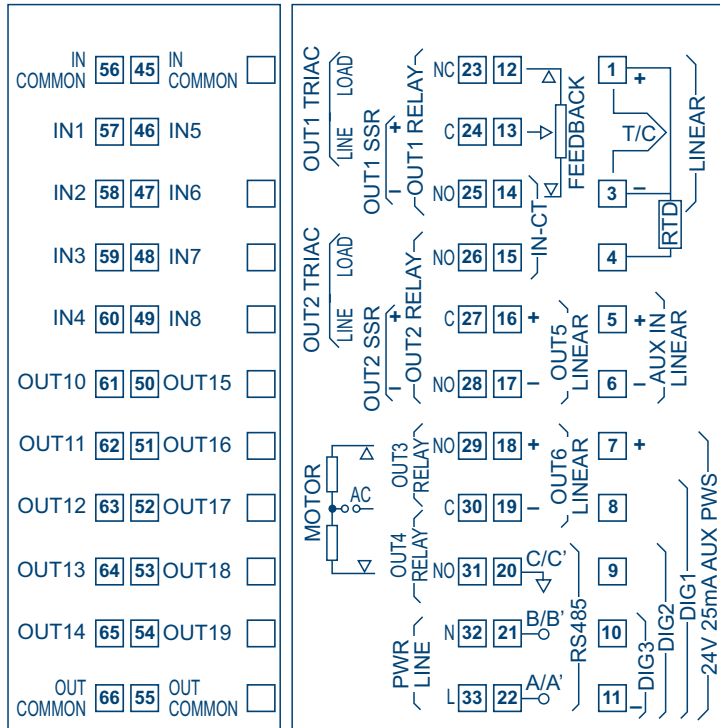 IN COMMON 56 45 IN COMMON
IN1 57 46 IN5
IN2 58 47 IN6
IN3 59 48 IN7
IN4 60 49 IN8
OUT10 61 50 OUT15
OUT11 62 51 OUT16
OUT12 63 52 OUT17
OUT13 64 53 OUT18
OUT14 65 54 OUT19
OUT COMMON 66 55 OUT COMMON
OUT1 TRIAC
LINE LOAD
OUT1 SSR
– +
OUT1 RELAY
NC 23 12
C 24 13
NO 25 14
FEEDBACK
IN-CT
1 +
T/C
3 –
RTD
4
LINEAR
OUT2 TRIAC
LINE LOAD
OUT2 SSR
– +
OUT2 RELAY
NO 26 15
C 27 16 +
NO 28 17 –
OUT5 LINEAR
5 +
6 –
AUX IN LINEAR
MOTOR
AC
OUT3 RELAY
OUT4 RELAY
NO 29 18 +
C 30 19 –
NO 31 20 C/C'
OUT6 LINEAR
7 +
8
9
PWR LINE
N 32 21 B/B'
L 33 22 A/A'
RS485
10
11 –
DIG3
DIG2
DIG1
24V 25mA AUX PWS